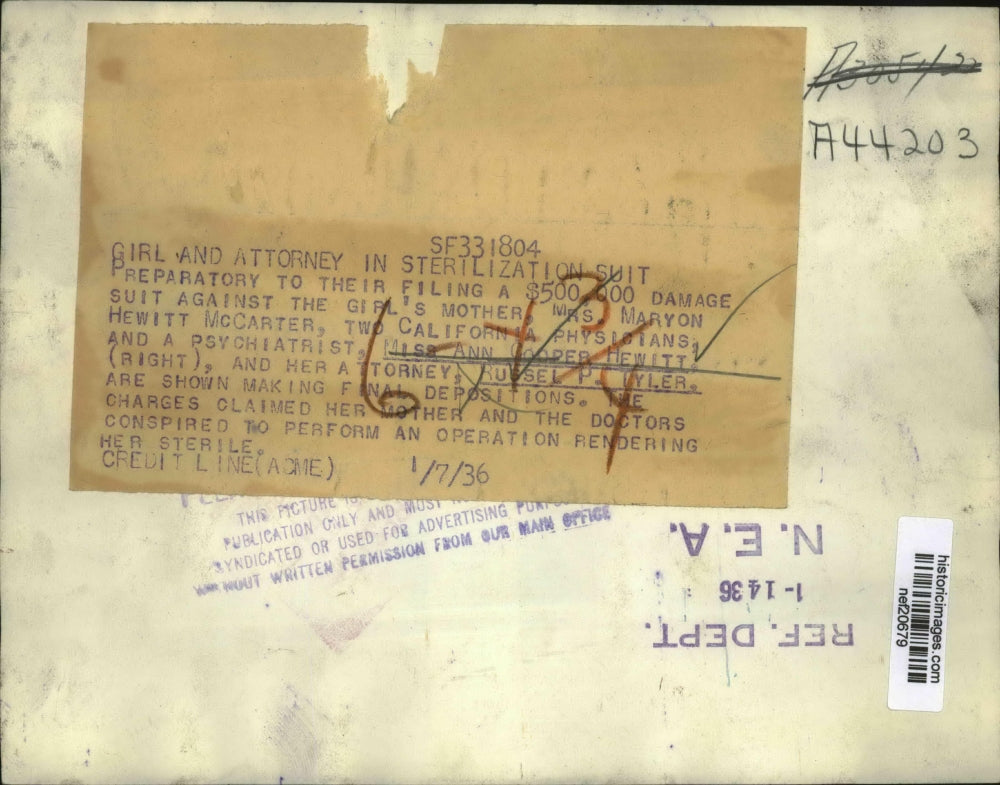 A44203
SF331804
GIRL AND ATTORNEY IN STERILIZATION SUIT
PREPARATORY TO THEIR FILING A $500,000 DAMAGE
SUIT AGAINST THE GIRL'S MOTHER, MRS. MARYON
HEWITT MCCARTER, TWO CALIFORNIA PHYSICIANS,
AND A PSYCHIATRIST, MISS ANN COOPER HEWITT,
(RIGHT), AND HER ATTORNEY, RUSSEL P. TYLER,
ARE SHOWN MAKING FINAL DEPOSITIONS. THE
CHARGES CLAIMED HER MOTHER AND THE DOCTORS
CONSPIRED TO PERFORM AN OPERATION RENDERING
HER STERILE.
CREDIT LINE(ACME) 1/7/36
THIS PICTURE IS
PUBLICATION ONLY AND MUST
SYNDICATED OR USED FOR ADVERTISING
WITHOUT WRITTEN PERMISSION FROM OUR MAIN OFFICE
N.E.A.
1-14 36
REF. DEPT.
historicimages.com
nef20679